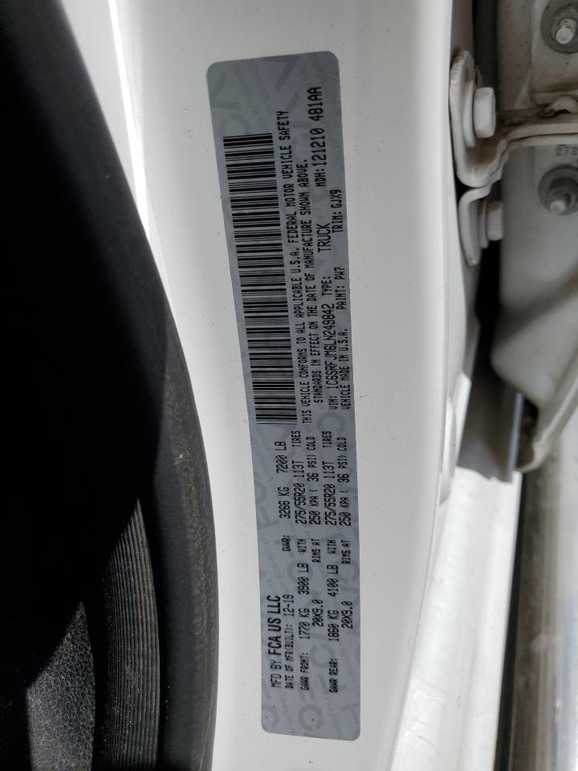 MFD BY FCA US LLC
DATE OF MFR(BUILT): 12-19 GVWR: 3266 KG 7200 LB
GAWR FRONT: 1770 KG 3900 LB WITH 275/55R20 113T TIRES
20X9.0 RIMS AT 250 KPA ( 36 PSI) COLD
GAWR REAR: 1860 KG 4100 LB WITH 275/55R20 113T TIRES
20X9.0 RIMS AT 250 KPA ( 36 PSI) COLD
THIS VEHICLE CONFORMS TO ALL APPLICABLE U.S.A. FEDERAL MOTOR VEHICLE SAFETY
STANDARDS IN EFFECT ON THE DATE OF MANUFACTURE SHOWN ABOVE.
VIN: 1C6SRFJM6LN249842 TYPE: TRUCK MDH: 121210 481AA
VEHICLE MADE IN U.S.A. PAINT: PW7 TRIM: GJX9